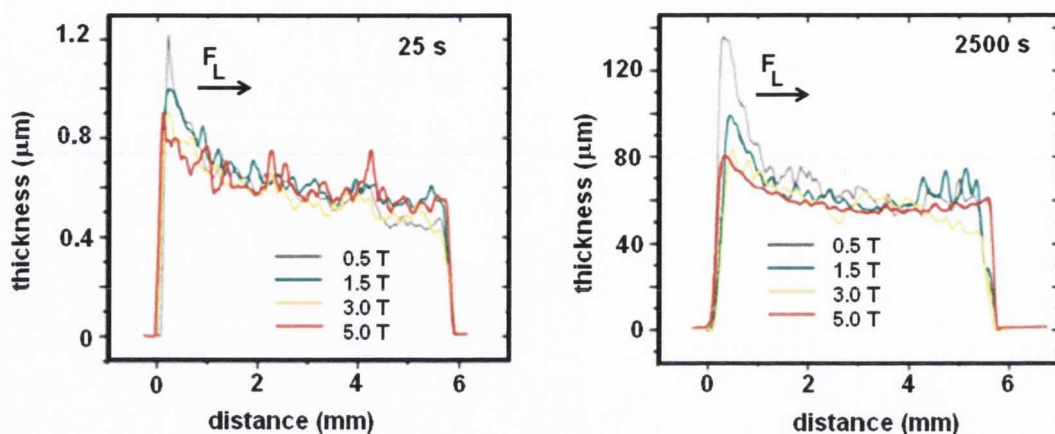 1.2
0.8
0.4
0
thickness (μm)
25 s
F_L
0.5 T
1.5 T
3.0 T
5.0 T
0 2 4 6
distance (mm)
120
80
40
0
thickness (μm)
2500 s
F_L
0.5 T
1.5 T
3.0 T
5.0 T
0 2 4 6
distance (mm)